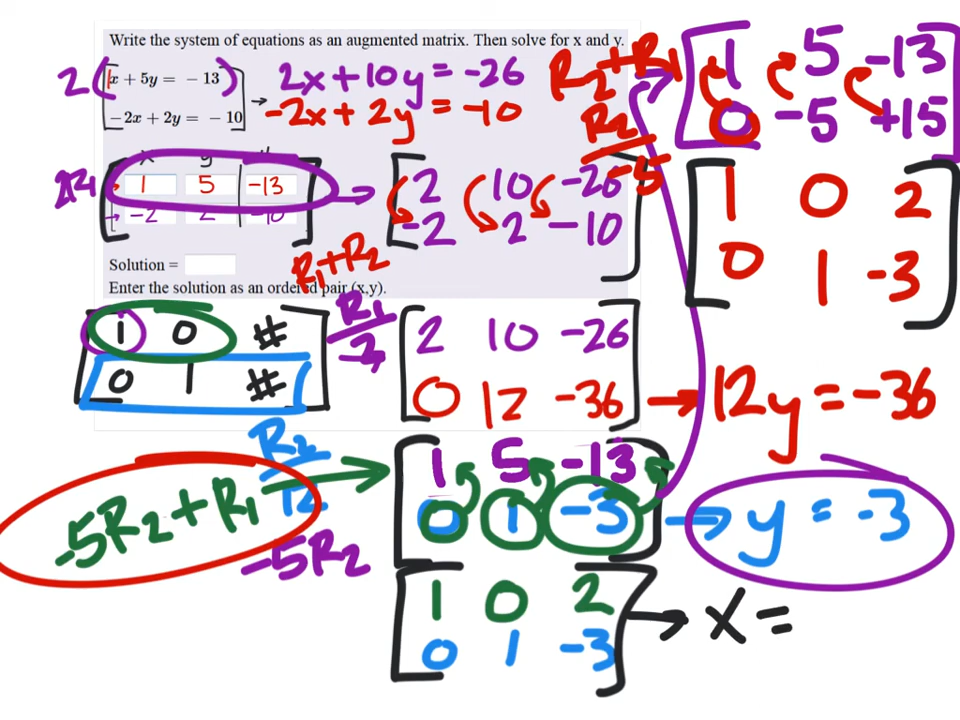 Write the system of equations as an augmented matrix. Then solve for x and y.
2( x + 5y = − 13 ) → 2x + 10y = -26
− 2x + 2y = − 10 -2x + 2y = -10
R2+R1
R2/-5
1 5 -13
0 -5 +15
x y #
2R1 1 5 -13
-2 2 -10
2 10 -26
-2 2 -10
1 0 2
0 1 -3
R1+R2
Solution =
Enter the solution as an ordered pair (x,y).
1 0 #
0 1 #
R1/2
2 10 -26
0 12 -36 → 12y = -36
R2/12
-5R2+R1
-5R2
1 5 -13
0 1 -3 → y = -3
1 0 2
0 1 -3
→ x =